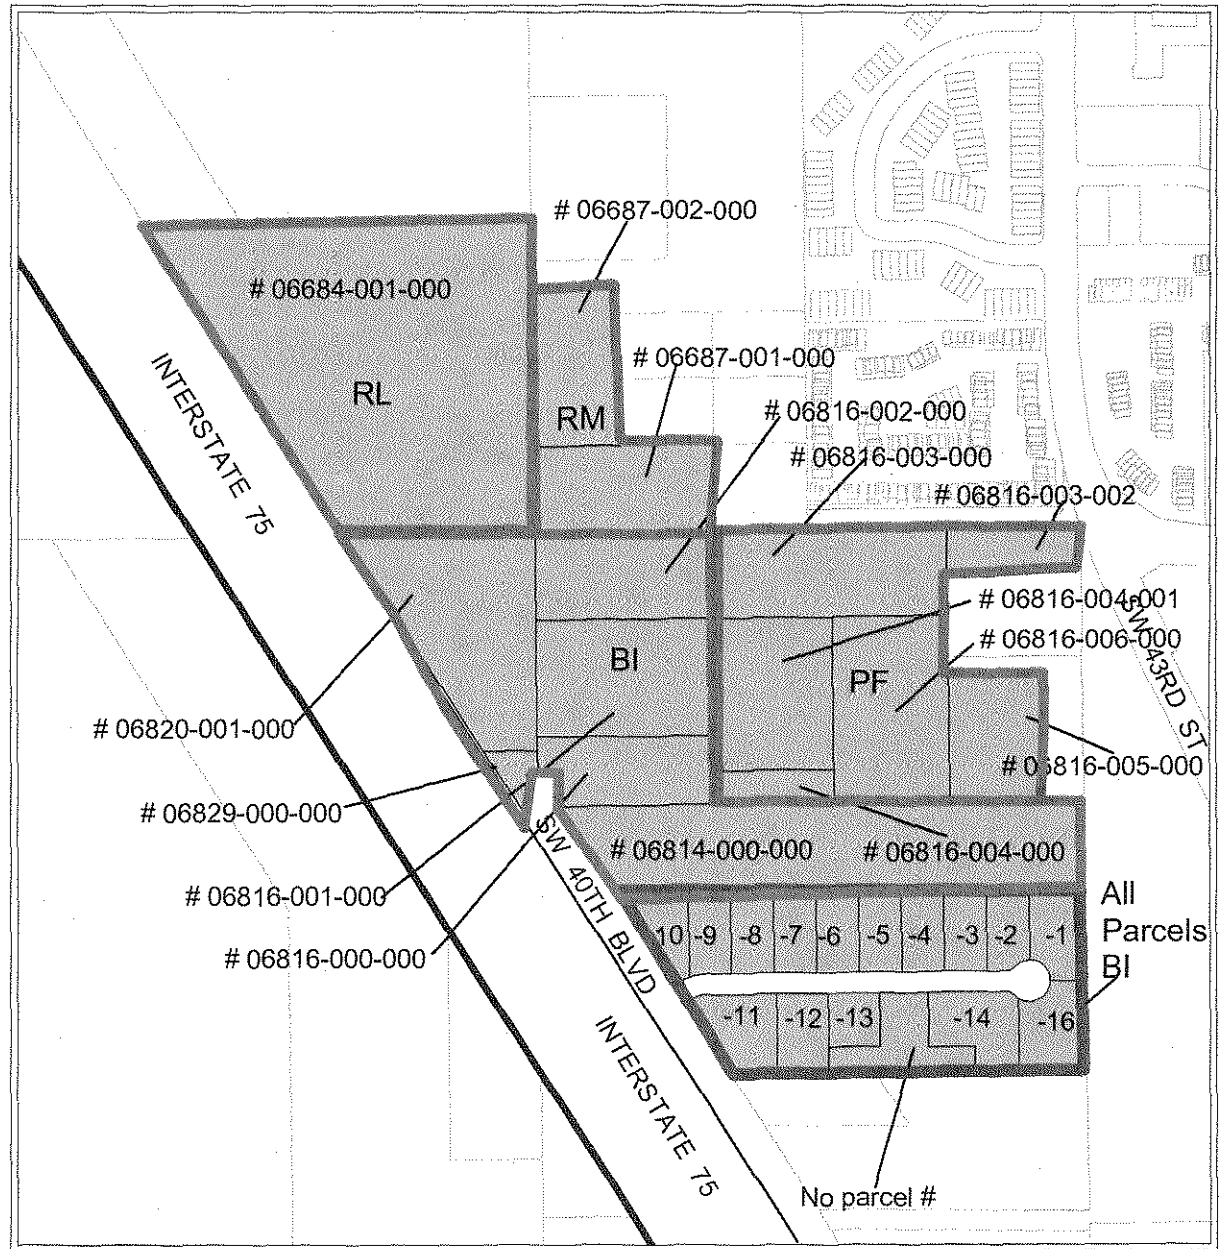 # 06687-002-000
# 06684-001-000
# 06687-001-000
RL
RM
# 06816-002-000
INTERSTATE 75
# 06816-003-000
# 06816-003-002
# 06816-004-001
# 06816-006-000
BI
PF
SW 43RD ST
# 06820-001-000
# 06816-005-000
# 06829-000-000
SW 40TH BLVD
# 06814-000-000
# 06816-004-000
# 06816-001-000
All
Parcels
BI
10 -9 -8 -7 -6 -5 -4 -3 -2 -1
# 06816-000-000
-11 -12 -13 -14 -16
INTERSTATE 75
No parcel #